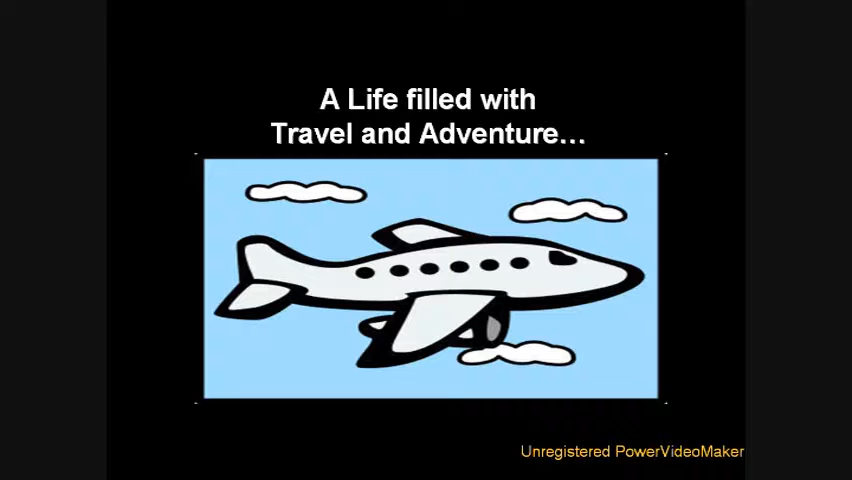 A Life filled with
Travel and Adventure...
Unregistered PowerVideoMaker